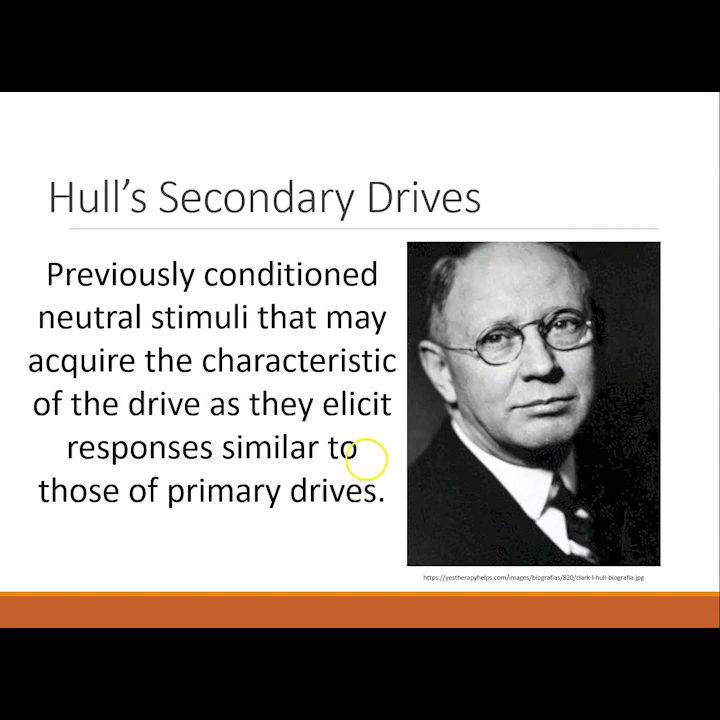 Hull’s Secondary Drives
Previously conditioned
neutral stimuli that may
acquire the characteristic
of the drive as they elicit
responses similar to
those of primary drives.
https://yestherapyhelps.com/images/biografias/820/clark-l-hull-biografia.jpg